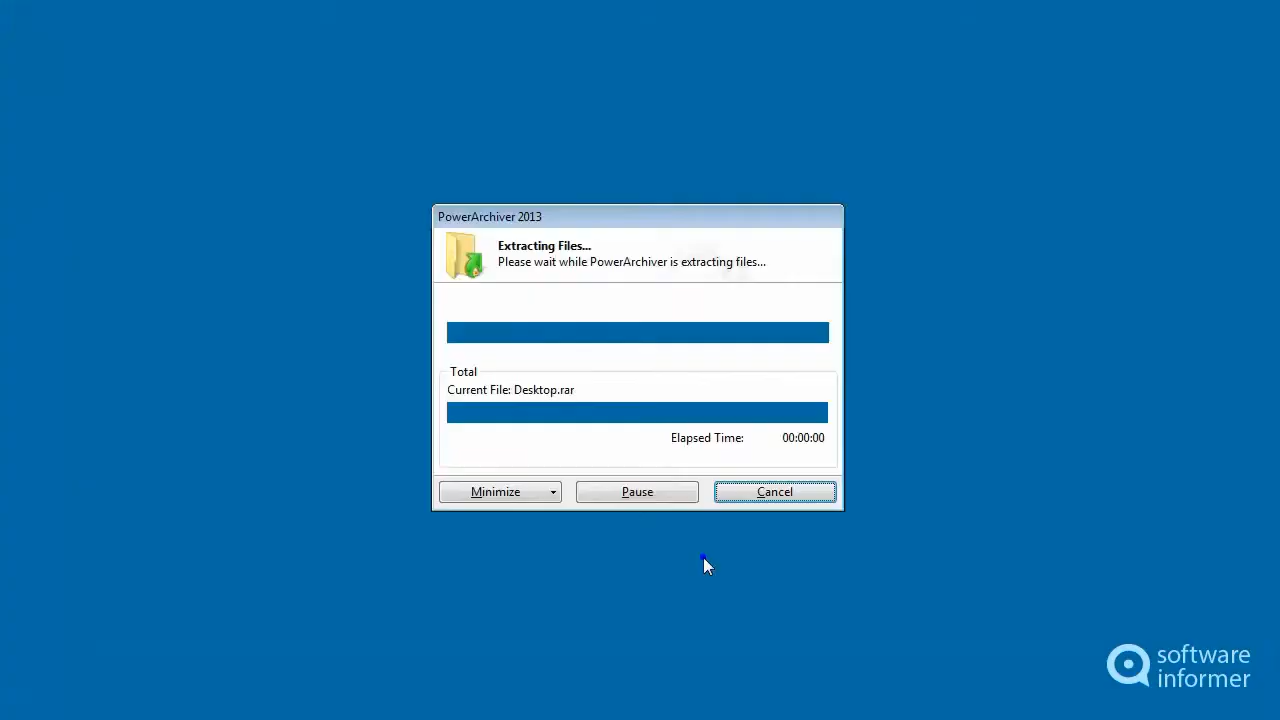 PowerArchiver 2013
Extracting Files...
Please wait while PowerArchiver is extracting files...
Total
Current File: Desktop.rar
Elapsed Time: 00:00:00
Minimize Pause Cancel
software
informer